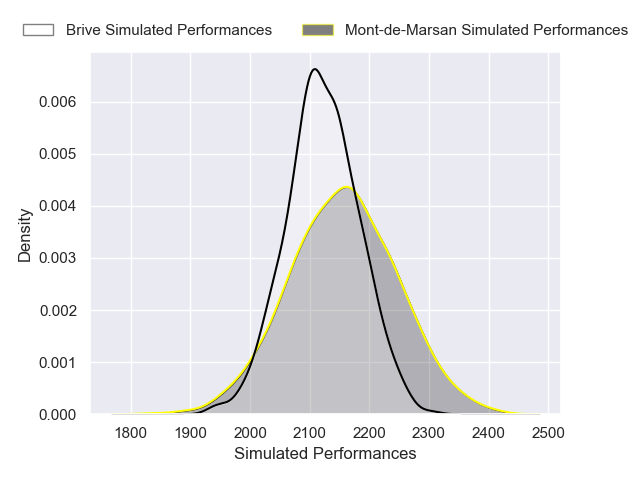 Brive Simulated Performances
Mont-de-Marsan Simulated Performances
0.006
0.005
0.004
0.003
0.002
0.001
0.000
Density
1800 1900 2000 2100 2200 2300 2400 2500
Simulated Performances